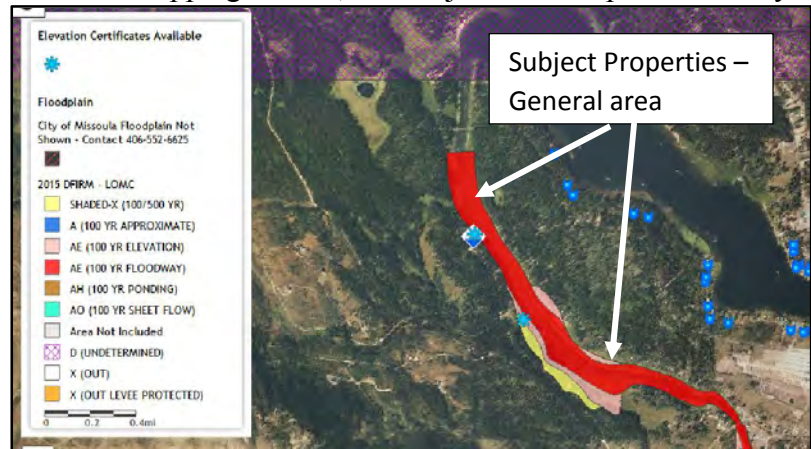 Elevation Certificates Available
Floodplain
City of Missoula Floodplain Not
Shown - Contact 406-552-6625
2015 DFIRM - LOMC
SHADED-X (100/500 YR)
A (100 YR APPROXIMATE)
AE (100 YR ELEVATION)
AE (100 YR FLOODWAY)
AH (100 YR PONDING)
AO (100 YR SHEET FLOW)
Area Not Included
D (UNDETERMINED)
X (OUT)
X (OUT LEVEE PROTECTED)
0 0.2 0.4mi
Subject Properties –
General area